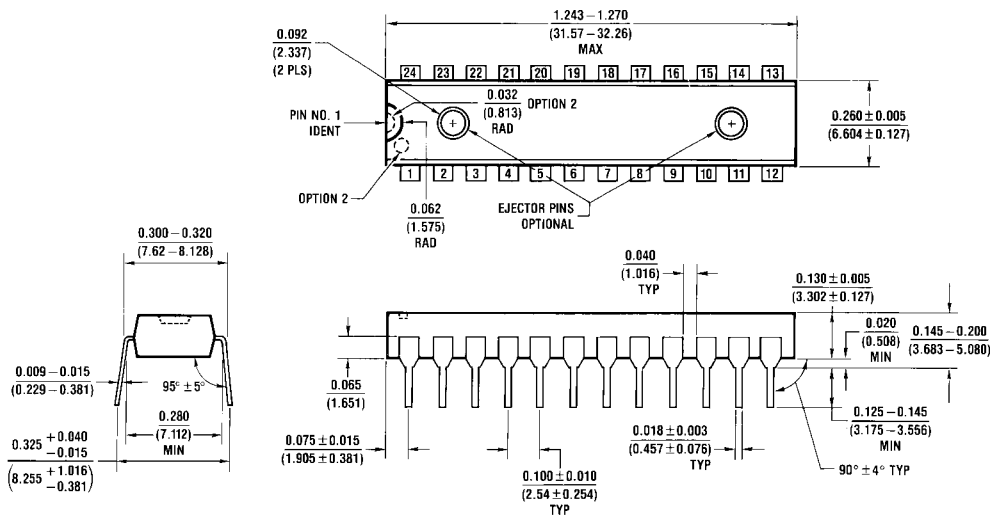 1.243 – 1.270
(31.57 – 32.26)
MAX
0.092
(2.337)
(2 PLS)
24 23 22 21 20 19 18 17 16 15 14 13
0.032
(0.813)
RAD
OPTION 2
PIN NO. 1
IDENT
0.260 ± 0.005
(6.604 ± 0.127)
1 2 3 4 5 6 7 8 9 10 11 12
OPTION 2
0.062
(1.575)
RAD
EJECTOR PINS
OPTIONAL
0.300 – 0.320
(7.62 – 8.128)
0.040
(1.016)
TYP
0.130 ± 0.005
(3.302 ± 0.127)
0.020
(0.508)
MIN
0.145 – 0.200
(3.683 – 5.080)
0.009 – 0.015
(0.229 – 0.381)
95° ± 5°
0.065
(1.651)
0.280
(7.112)
MIN
0.125 – 0.145
(3.175 – 3.556)
MIN
0.325 + 0.040
– 0.015
(8.255 + 1.016
– 0.381)
0.075 ± 0.015
(1.905 ± 0.381)
0.018 ± 0.003
(0.457 ± 0.076)
TYP
0.100 ± 0.010
(2.54 ± 0.254)
TYP
90° ± 4° TYP